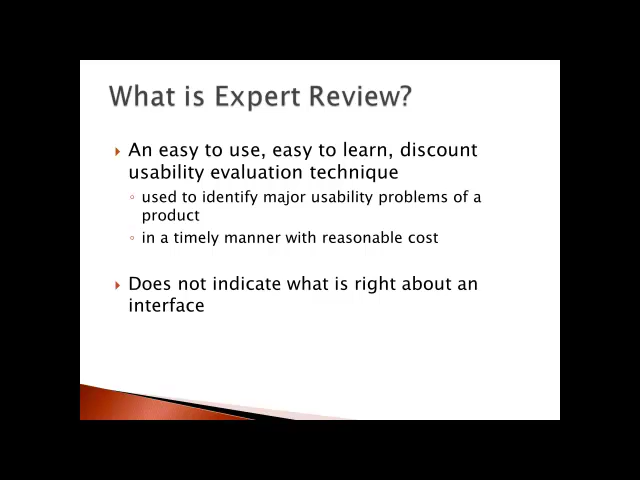 What is Expert Review?
An easy to use, easy to learn, discount
usability evaluation technique
used to identify major usability problems of a
product
in a timely manner with reasonable cost
Does not indicate what is right about an
interface